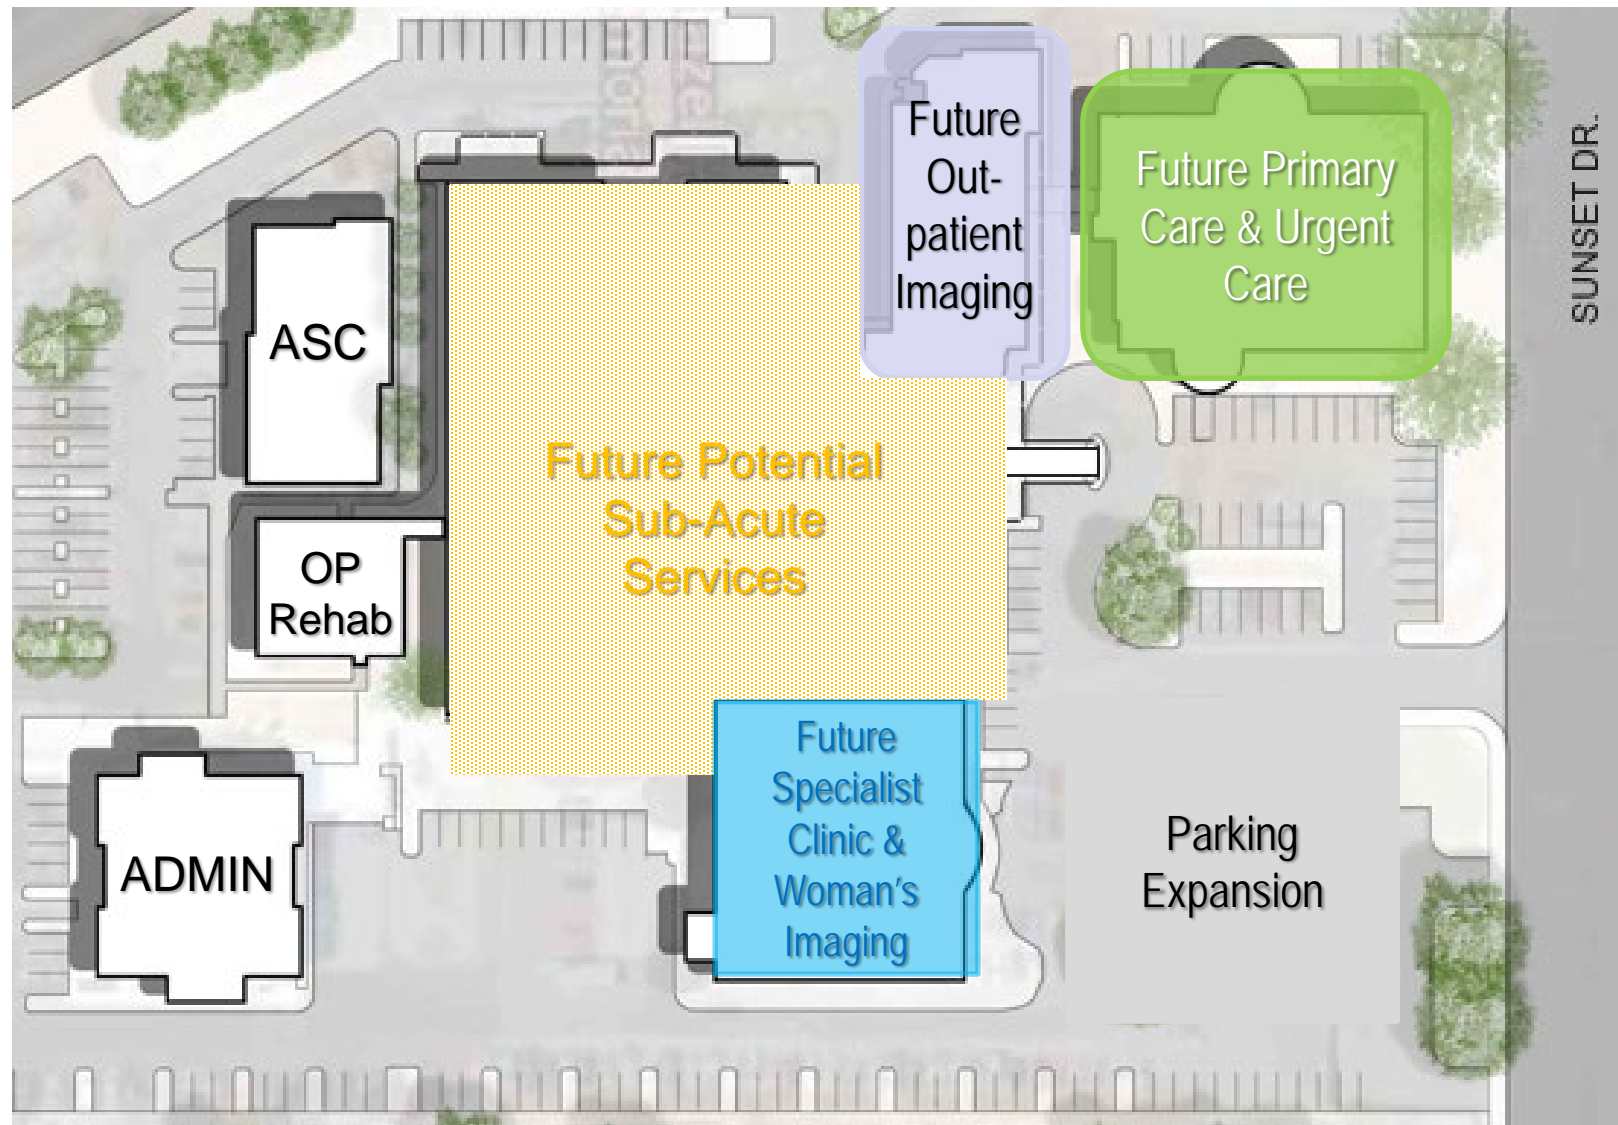 Future
Out-
patient
Imaging
Future Primary
Care & Urgent
Care
SUNSET DR.
ASC
Future Potential
Sub-Acute
Services
OP
Rehab
Future
Specialist
Clinic &
Woman's
Imaging
Parking
Expansion
ADMIN